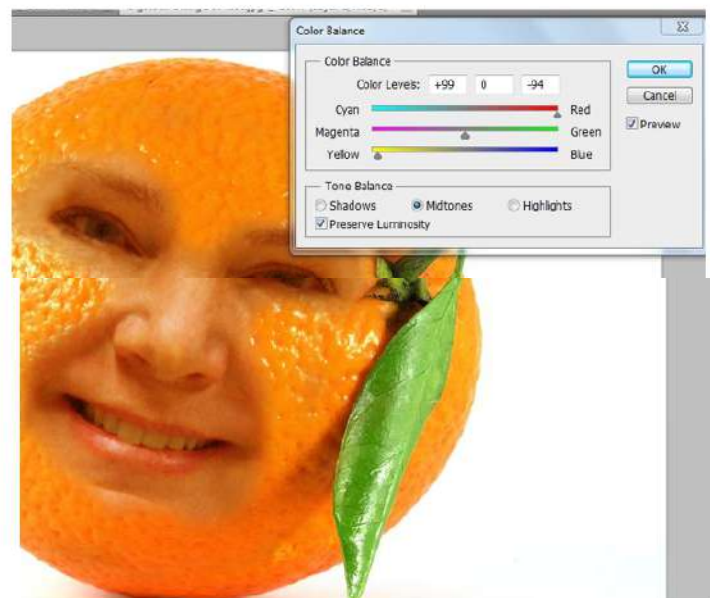 Color Balance
Color Balance
Color Levels: +99 0 -94
Cyan Red
Magenta Green
Yellow Blue
Tone Balance
Shadows Midtones Highlights
Preserve Luminosity
OK
Cancel
Preview